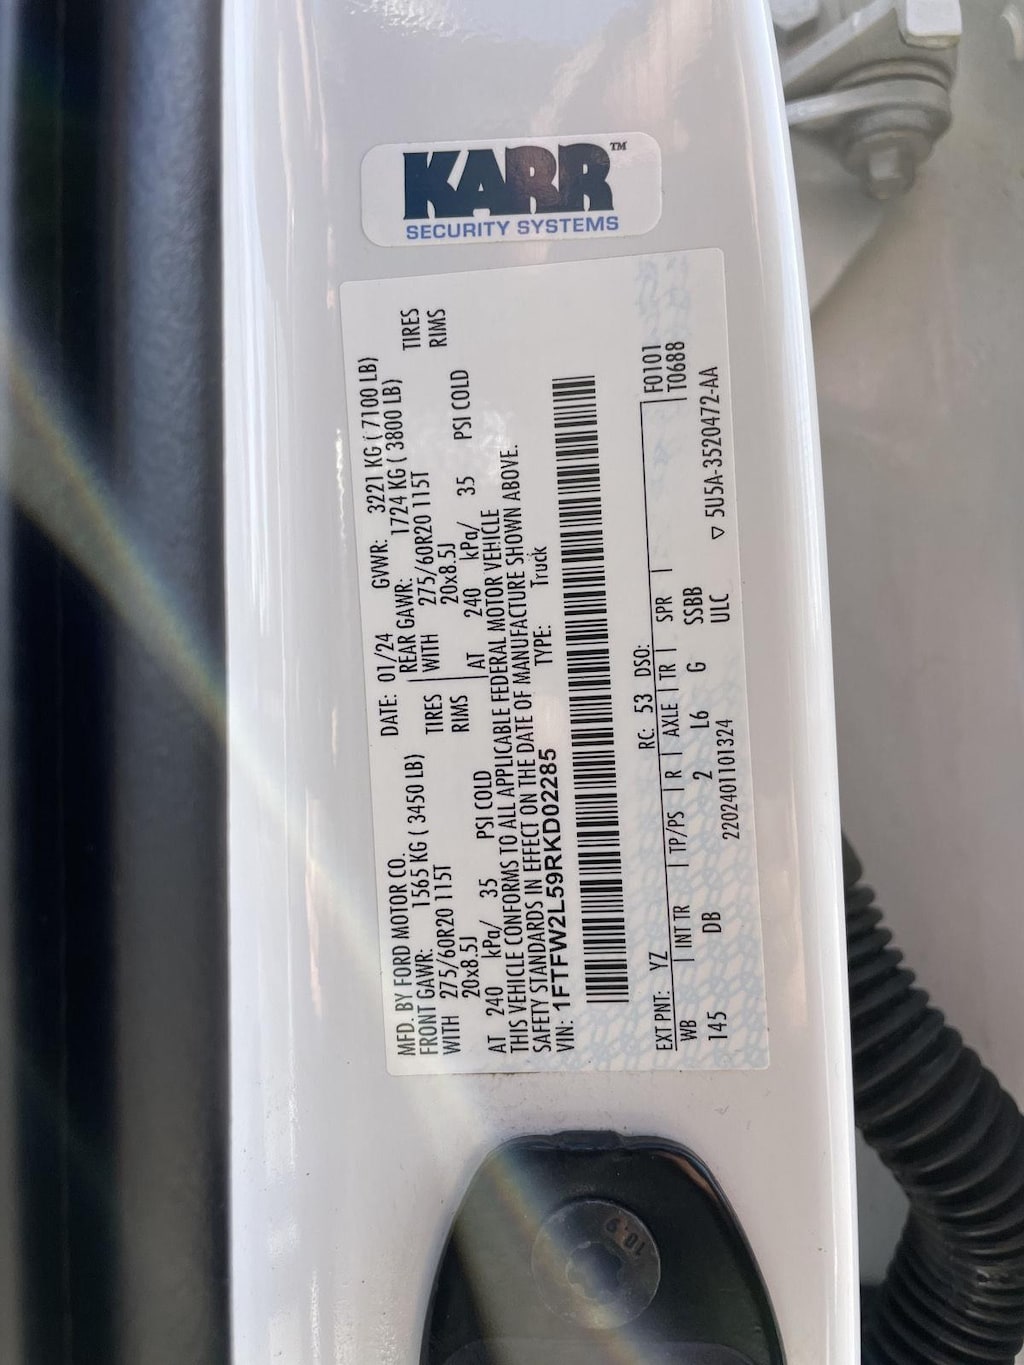 KARR™
SECURITY SYSTEMS
MFD. BY FORD MOTOR CO.
DATE: 01/24
GVWR: 3221 KG ( 7100 LB)
FRONT GAWR: 1565 KG ( 3450 LB)
REAR GAWR: 1724 KG ( 3800 LB)
WITH 275/60R20 115T TIRES
WITH 275/60R20 115T TIRES
20x8.5J RIMS
20x8.5J RIMS
AT 240 kPa/ 35 PSI COLD
AT 240 kPa/ 35 PSI COLD
THIS VEHICLE CONFORMS TO ALL APPLICABLE FEDERAL MOTOR VEHICLE
SAFETY STANDARDS IN EFFECT ON THE DATE OF MANUFACTURE SHOWN ABOVE.
VIN: 1FTFW2L59RKD02285
TYPE: Truck
F0101
T0688
EXT PNT: YZ RC: 53 DSO:
WB INT TR TP/PS R AXLE TR SPR
145 DB 2 L6 G SSBB
ULC
2202401101324 ▽ 5U5A-3520472-AA
10.9